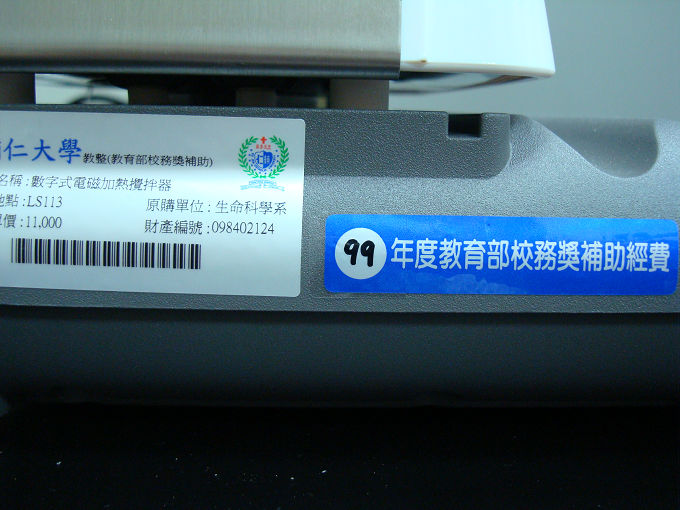 仁大學 教整(教育部校務獎補助)
名稱:數字式電磁加熱攪拌器
地點:LS113 原購單位:生命科學系
單價:11,000 財產編號:098402124
99 年度教育部校務獎補助經費